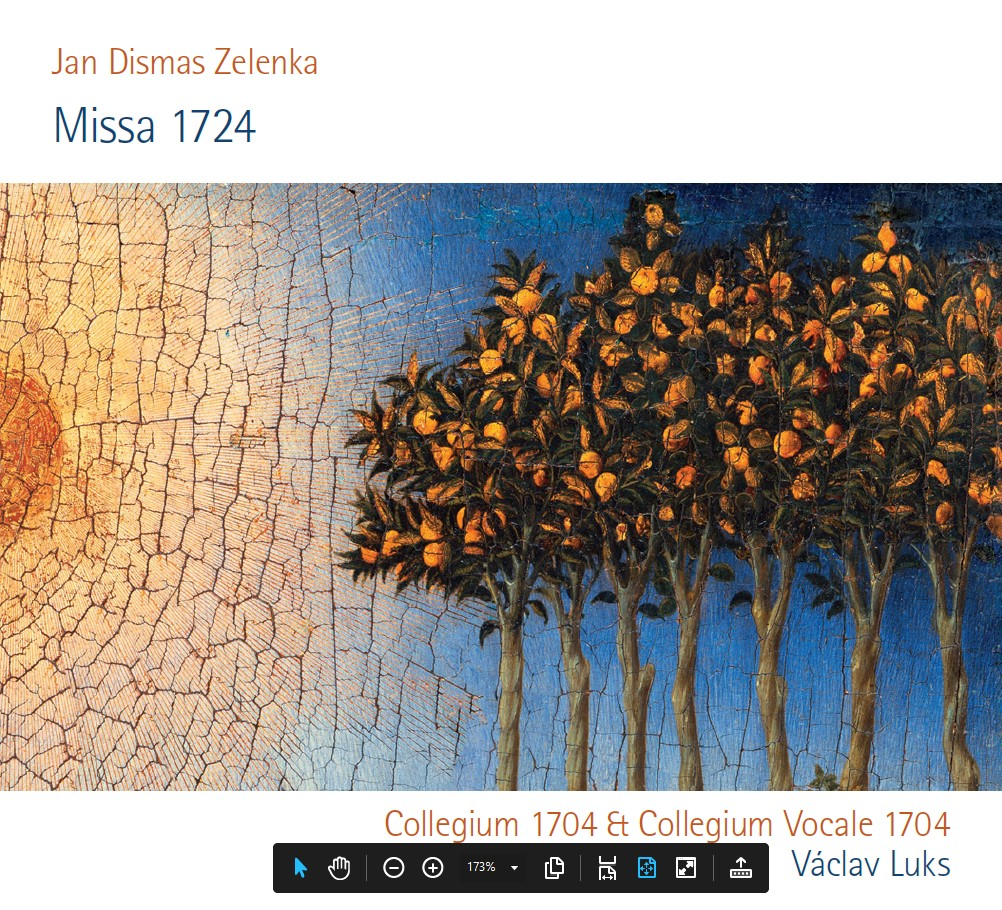 Jan Dismas Zelenka
Missa 1724
Collegium 1704 & Collegium Vocale 1704
Václav Luks
173%